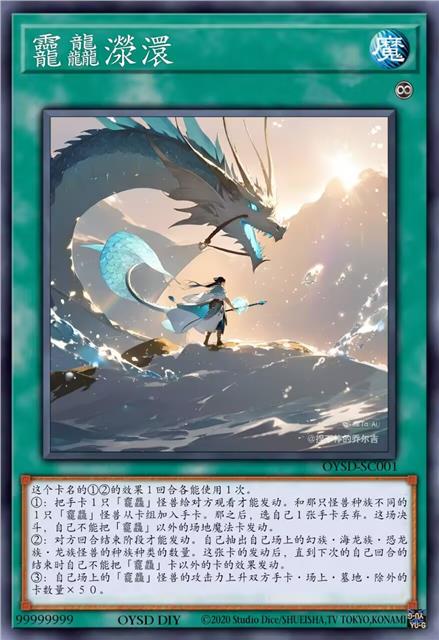 靇龘濴澴
魔
OYSD-SC001
这个卡名的①②的效果1回合各能使用1次。
①：把手卡1只「靇龘」怪兽给对方观看才能发动。和那只怪兽种族不同的
1只「靇龘」怪兽从卡组加入手卡。那之后，选自己1张手卡丢弃。这场决
斗，自己不能把「靇龘」以外的场地魔法卡发动。
②：对方回合结束阶段才能发动。自己抽出自己场上的幻族·海龙族·恐龙
族·龙族怪兽的种族种类的数量。这张卡的发动后，直到下次的自己回合的
结束时自己不能把「靇龘」卡以外的卡的效果发动。
③：自己场上的「靇龘」怪兽的攻击力上升双方手卡·场上·墓地·除外的
卡数量×50。
99999999 OYSD DIY ©2020 Studio Dice/SHUEISHA,TV TOKYO,KONAMI